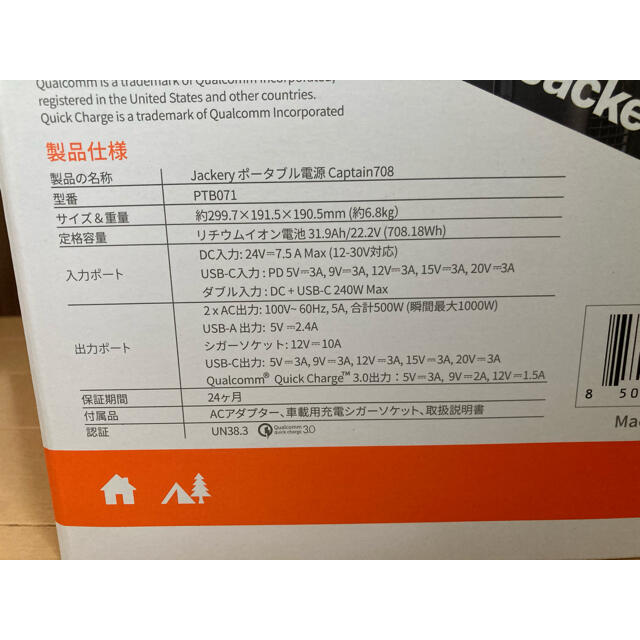 Qualcomm is a trademark of Qualcomm Incorporated,
registered in the United States and other countries.
Quick Charge is a trademark of Qualcomm Incorporated
製品仕様
製品の名称 Jackery ポータブル電源 Captain708
型番 PTB071
サイズ＆重量 約299.7×191.5×190.5mm (約6.8kg)
定格容量 リチウムイオン電池 31.9Ah/22.2V (708.18Wh)
入力ポート
DC入力: 24V⎓7.5 A Max (12-30V対応)
USB-C入力 : PD 5V⎓3A, 9V⎓3A, 12V⎓3A, 15V⎓3A, 20V⎓3A
ダブル入力 : DC + USB-C 240W Max
出力ポート
2 x AC出力: 100V~ 60Hz, 5A, 合計500W (瞬間最大1000W)
USB-A 出力: 5V⎓2.4A
シガーソケット: 12V⎓10A
USB-C出力: 5V⎓3A, 9V⎓3A, 12V⎓3A, 15V⎓3A, 20V⎓3A
Qualcomm® Quick Charge™ 3.0出力：5V⎓3A, 9V⎓2A, 12V⎓1.5A
保証期間 24ヶ月
付属品 ACアダプター、車載用充電シガーソケット、取扱説明書
認証 UN38.3 Qualcomm quick charge 3.0
8 50
Ma